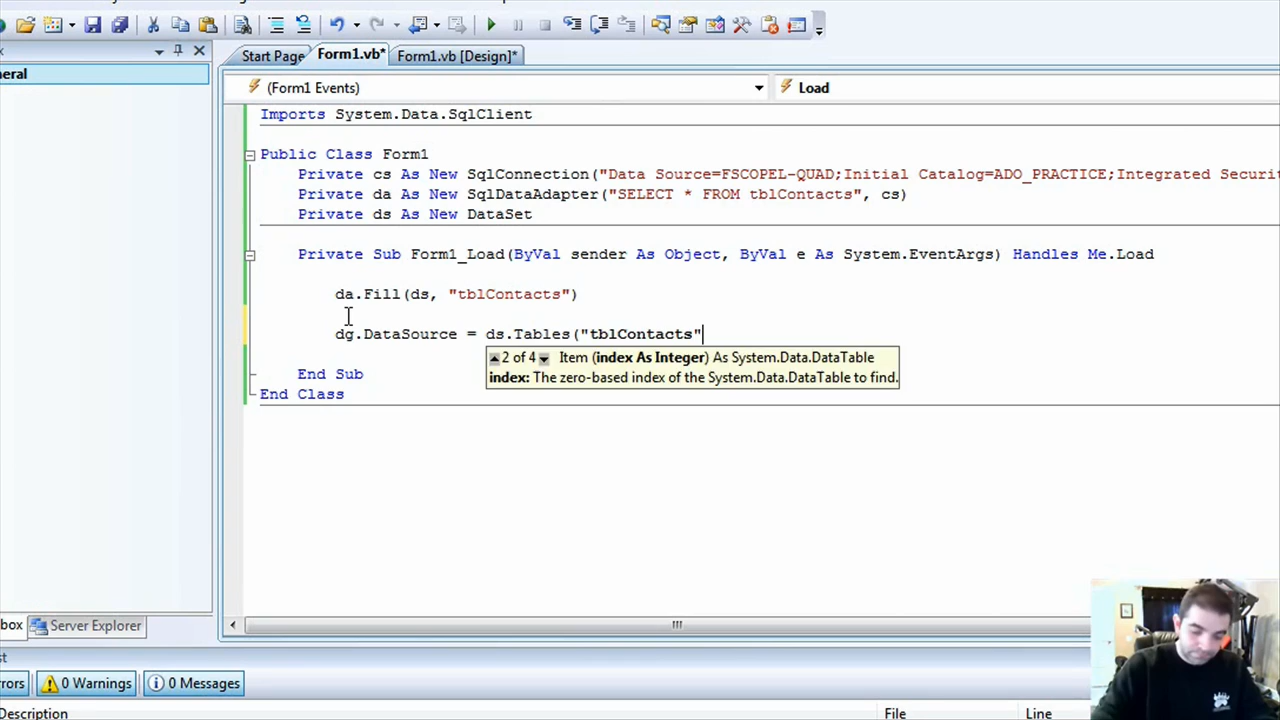 Start Page
Form1.vb*
Form1.vb [Design]*
neral
(Form1 Events)
Load
Imports System.Data.SqlClient
Public Class Form1
Private cs As New SqlConnection("Data Source=FSCOPEL-QUAD;Initial Catalog=ADO_PRACTICE;Integrated Securit
Private da As New SqlDataAdapter("SELECT * FROM tblContacts", cs)
Private ds As New DataSet
Private Sub Form1_Load(ByVal sender As Object, ByVal e As System.EventArgs) Handles Me.Load
da.Fill(ds, "tblContacts")
dg.DataSource = ds.Tables("tblContacts"
2 of 4 Item (index As Integer) As System.Data.DataTable
index: The zero-based index of the System.Data.DataTable to find.
End Sub
End Class
box
Server Explorer
st
rors
0 Warnings
0 Messages
Description
File
Line